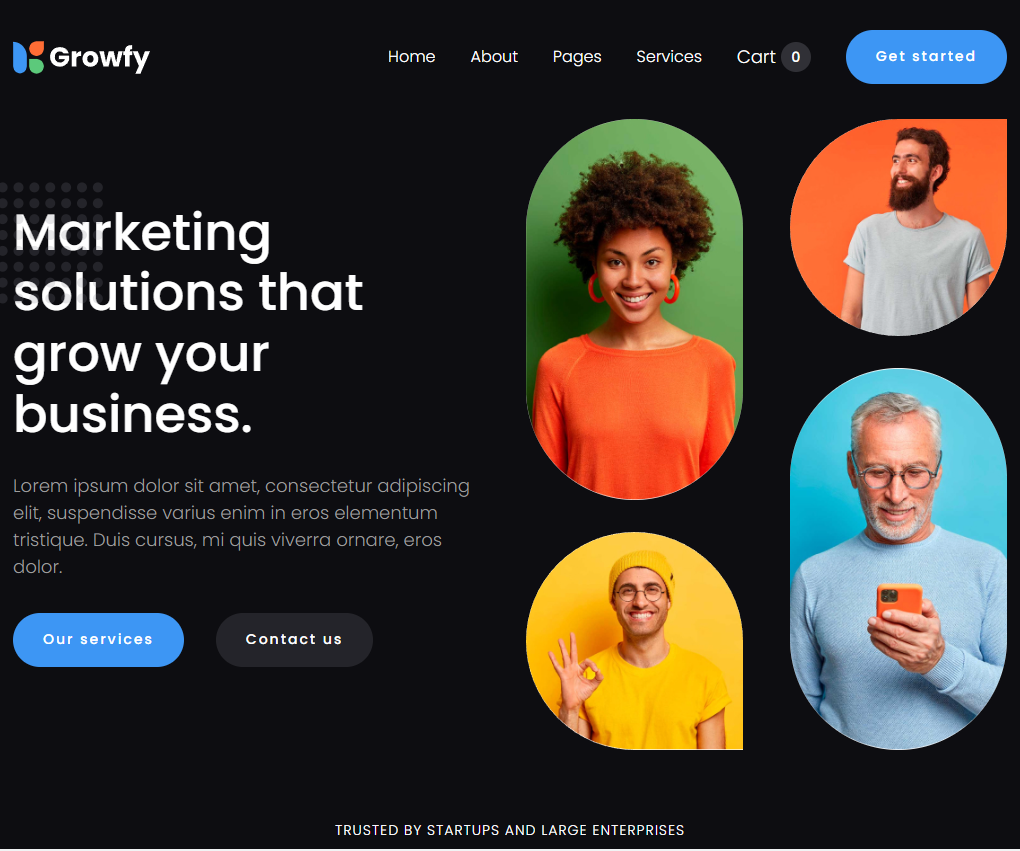 Growfy
Home About Pages Services Cart 0 Get started
Marketing
solutions that
grow your
business.
Lorem ipsum dolor sit amet, consectetur adipiscing
elit, suspendisse varius enim in eros elementum
tristique. Duis cursus, mi quis viverra ornare, eros
dolor.
Our services Contact us
TRUSTED BY STARTUPS AND LARGE ENTERPRISES